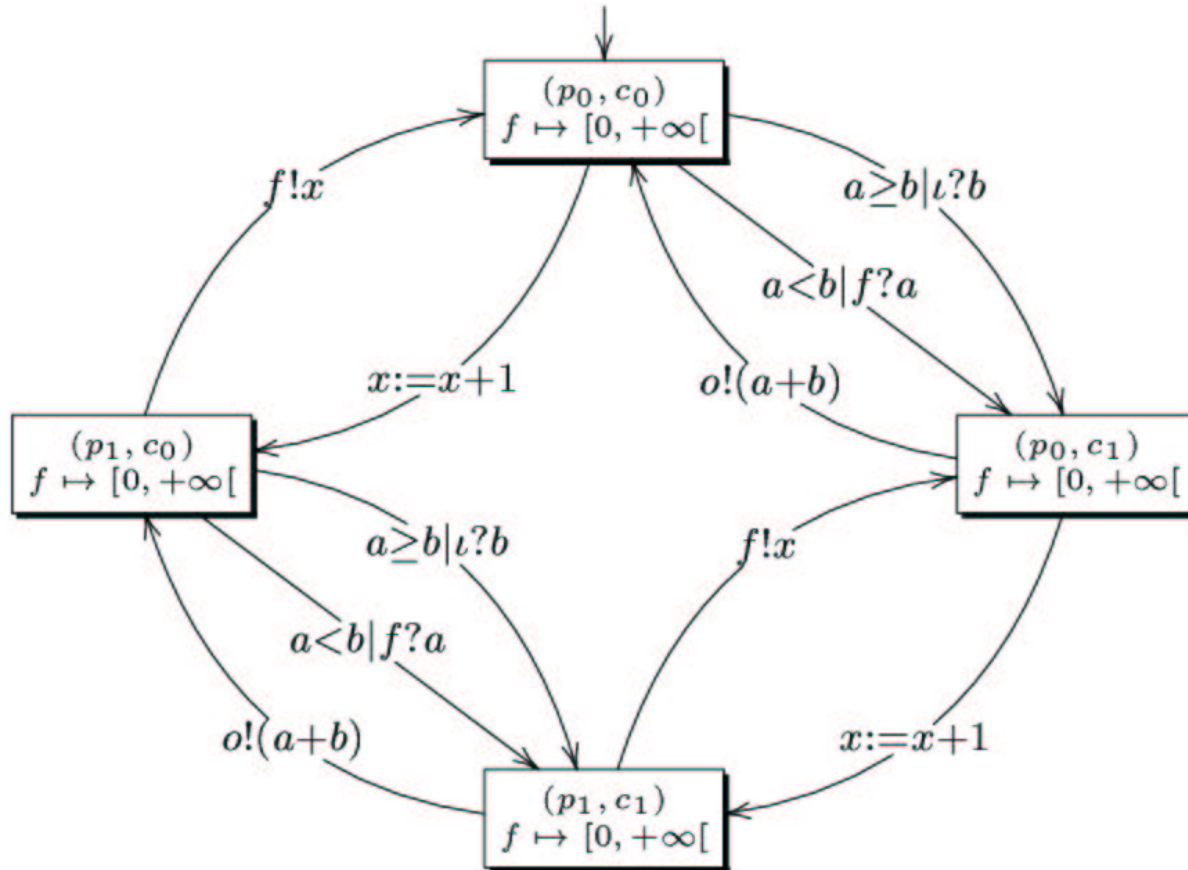 (p₀, c₀)
f ↦ [0, +∞[
f!x
a≥b|ι?b
a<b|f?a
x:=x+1
o!(a+b)
(p₁, c₀)
f ↦ [0, +∞[
(p₀, c₁)
f ↦ [0, +∞[
a≥b|ι?b
f!x
a<b|f?a
o!(a+b)
x:=x+1
(p₁, c₁)
f ↦ [0, +∞[